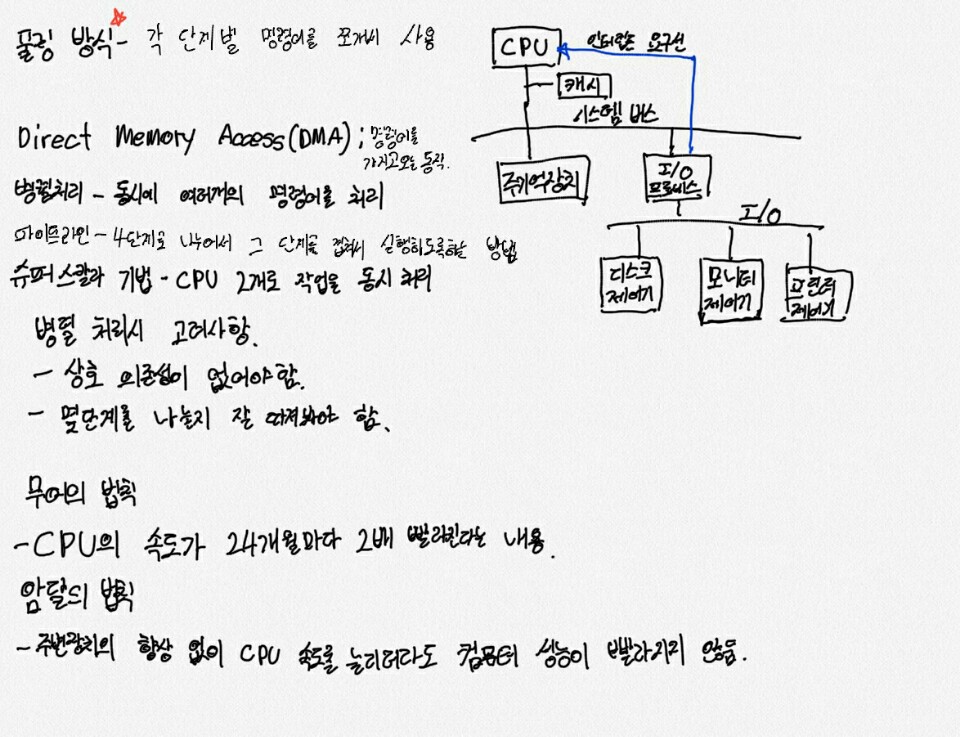 폴링 방식 - 각 단계별 명령어를 쪼개서 사용
Direct Memory Access(DMA) ; 명령어를
가지고오는 동작.
병렬처리 - 동시에 여러개의 명령어를 처리
파이프라인 - 4단계로 나누어서 그 단계를 겹쳐서 실행하도록하는 방법
슈퍼스칼라 기법 - CPU 2개로 작업을 동시 처리
병렬 처리시 고려사항.
- 상호 의존성이 없어야함.
- 몇단계를 나눌지 잘 따져봐야 함.
무어의 법칙
- CPU의 속도가 24개월마다 2배 빨라진다는 내용.
암달의 법칙
- 주변장치의 향상 없이 CPU 속도를 늘리더라도 컴퓨터 성능이 빨라지지 않음.
CPU
인터럽트 요구선
캐시
시스템 버스
주기억장치
I/O
프로세스
I/O
디스크
제어기
모니터
제어기
프린터
제어기